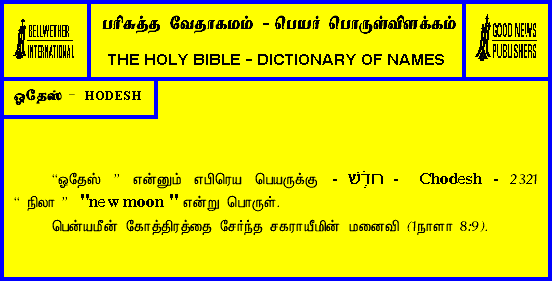 BELLWETHER
INTERNATIONAL
பரிசுத்த வேதாகமம் - பெயர் பொருள்விளக்கம்
THE HOLY BIBLE - DICTIONARY OF NAMES
GOOD NEWS
PUBLISHERS
ஓதேஸ் - HODESH
“ஓதேஸ் ” என்னும் எபிரெய பெயருக்கு - חֹדֶשׁ - Chodesh - 2321
“ நிலா ” "new moon " என்று பொருள்.
பென்யமீன் கோத்திரத்தை சேர்ந்த சகராயீமின் மனைவி (1நாளா 8:9).